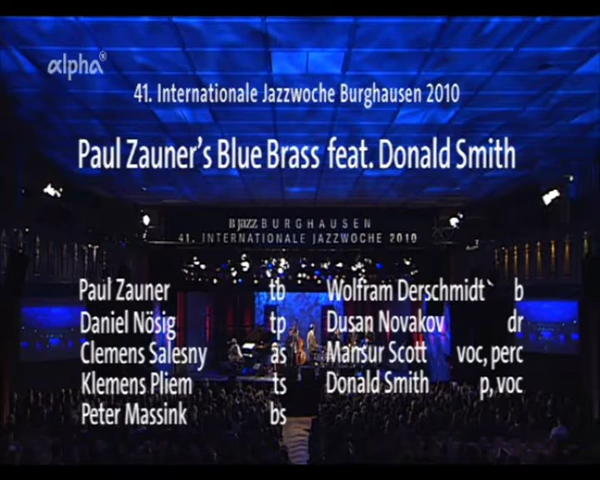 alpha
41. Internationale Jazzwoche Burghausen 2010
Paul Zauner's Blue Brass feat. Donald Smith
B jazz BURGHAUSEN
41. INTERNATIONALE JAZZWOCHE 2010
Paul Zauner tb
Daniel Nösig tp
Clemens Salesny as
Klemens Pliem ts
Peter Massink bs
Wolfram Derschmidt b
Dusan Novakov dr
Mansur Scott voc, perc
Donald Smith p, voc